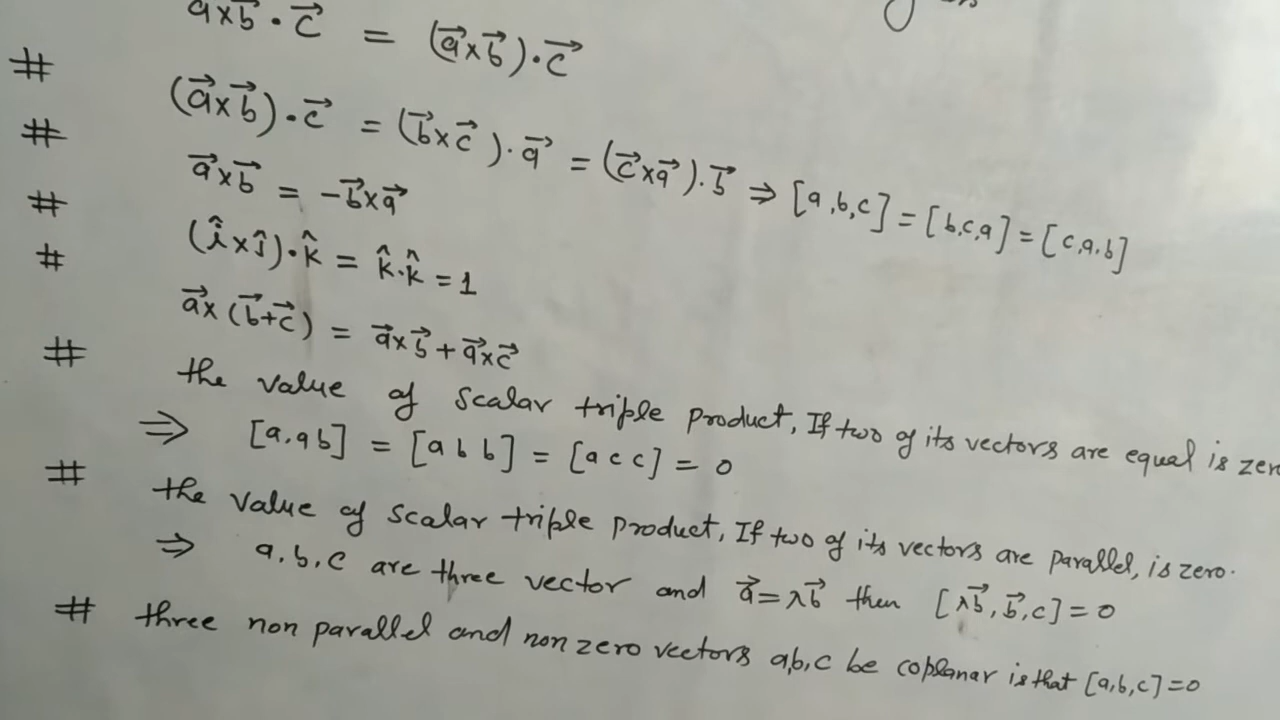 a⃗×b⃗ · c⃗ = (a⃗×b⃗)·c⃗
# (a⃗×b⃗)·c⃗ = (b⃗×c⃗)·a⃗ = (c⃗×a⃗)·b⃗ ⇒ [a,b,c] = [b,c,a] = [c,a,b]
# a⃗×b⃗ = -b⃗×a⃗
# (î×ĵ)·k̂ = k̂·k̂ = 1
# a⃗×(b⃗+c⃗) = a⃗×b⃗ + a⃗×c⃗
# the value of scalar triple product, If two of its vectors are equal is zero
⇒ [a,a b] = [a b b] = [a c c] = 0
# the value of scalar triple product, If two of its vectors are parallel, is zero.
⇒ a,b,c are three vector and a⃗=λb⃗ then [λb⃗,b⃗,c]=0
# three non parallel and non zero vectors a,b,c be coplanar is that [a,b,c]=0